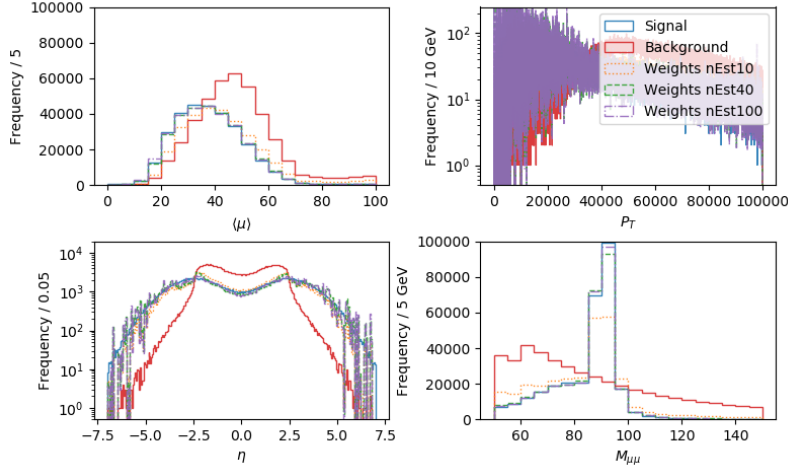 100000
80000
60000
40000
20000
0
Frequency / 5
0 20 40 60 80 100
⟨μ⟩
10²
10¹
10⁰
Frequency / 10 GeV
0 20000 40000 60000 80000 100000
P_T
Signal
Background
Weights nEst10
Weights nEst40
Weights nEst100
10⁴
10³
10²
10¹
10⁰
Frequency / 0.05
−7.5 −5.0 −2.5 0.0 2.5 5.0 7.5
η
100000
80000
60000
40000
20000
0
Frequency / 5 GeV
60 80 100 120 140
M_μμ